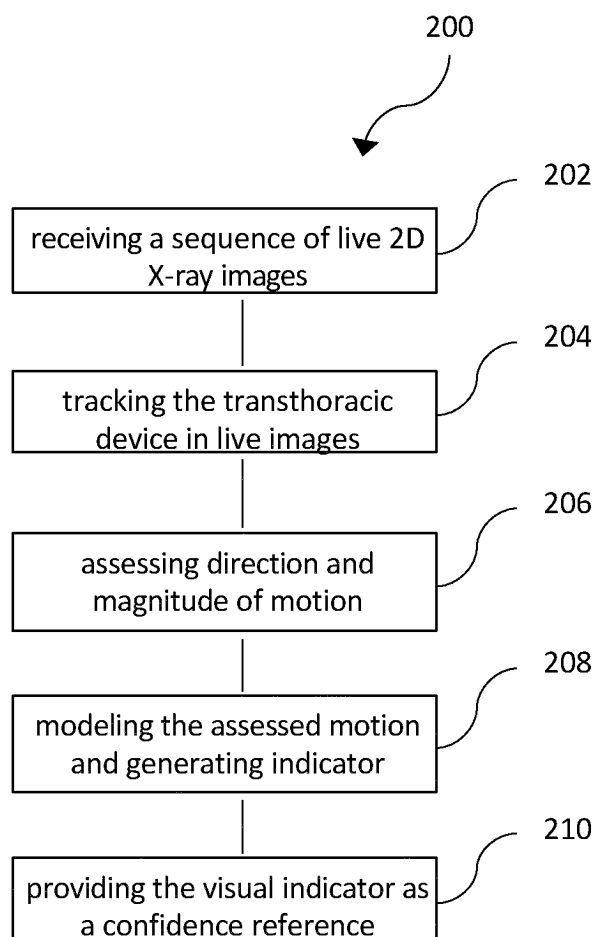 200
202
receiving a sequence of live 2D
X-ray images
204
tracking the transthoracic
device in live images
206
assessing direction and
magnitude of motion
208
modeling the assessed motion
and generating indicator
210
providing the visual indicator as
a confidence reference